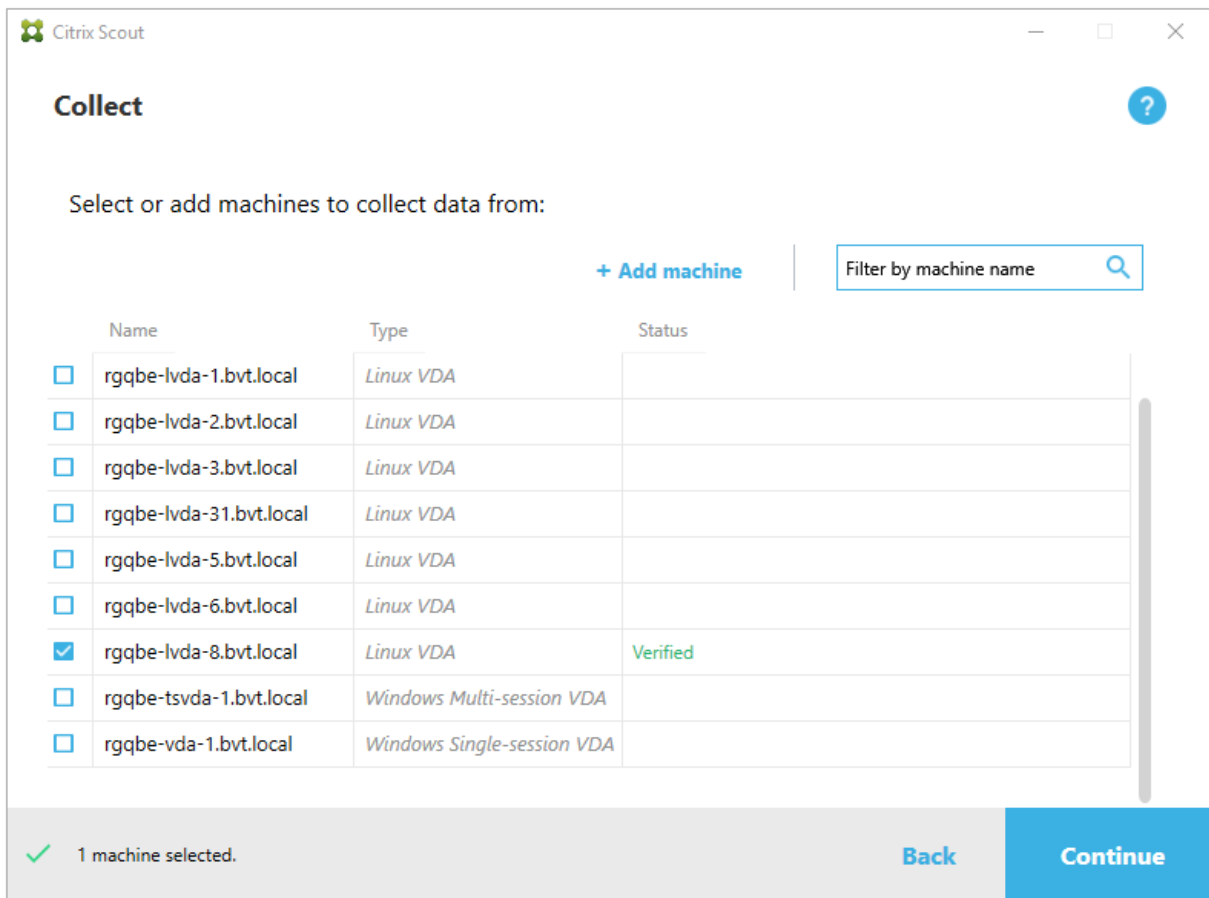 Citrix Scout
Collect
?
Select or add machines to collect data from:
+ Add machine
Filter by machine name
Name Type Status
rgqbe-lvda-1.bvt.local Linux VDA
rgqbe-lvda-2.bvt.local Linux VDA
rgqbe-lvda-3.bvt.local Linux VDA
rgqbe-lvda-31.bvt.local Linux VDA
rgqbe-lvda-5.bvt.local Linux VDA
rgqbe-lvda-6.bvt.local Linux VDA
rgqbe-lvda-8.bvt.local Linux VDA Verified
rgqbe-tsvda-1.bvt.local Windows Multi-session VDA
rgqbe-vda-1.bvt.local Windows Single-session VDA
1 machine selected.
Back
Continue